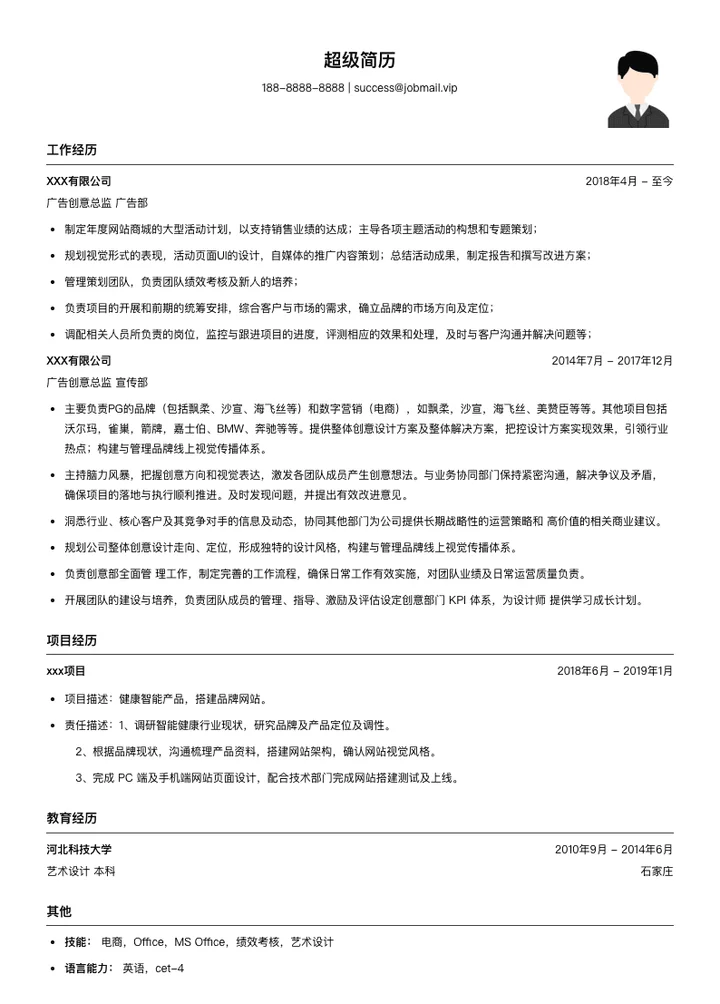 超级简历
188-8888-8888 | success@jobmail.vip
工作经历
XXX有限公司 2018年4月 - 至今
广告创意总监 广告部
• 制定年度网站商城的大型活动计划，以支持销售业绩的达成；主导各项主题活动的构想和专题策划；
• 规划视觉形式的表现，活动页面UI的设计，自媒体的推广内容策划；总结活动成果，制定报告和撰写改进方案；
• 管理策划团队，负责团队绩效考核及新人的培养；
• 负责项目的开展和前期的统筹安排，综合客户与市场的需求，确立品牌的市场方向及定位；
• 调配相关人员所负责的岗位，监控与跟进项目的进度，评测相应的效果和处理，及时与客户沟通并解决问题等；
XXX有限公司 2014年7月 - 2017年12月
广告创意总监 宣传部
• 主要负责PG的品牌（包括飘柔、沙宣、海飞丝等）和数字营销（电商），如飘柔，沙宣，海飞丝、美赞臣等等。其他项目包括
沃尔玛，雀巢，箭牌，嘉士伯、BMW、奔驰等等。提供整体创意设计方案及整体解决方案，把控设计方案实现效果，引领行业
热点；构建与管理品牌线上视觉传播体系。
• 主持脑力风暴，把握创意方向和视觉表达，激发各团队成员产生创意想法。与业务协同部门保持紧密沟通，解决争议及矛盾，
确保项目的落地与执行顺利推进。及时发现问题，并提出有效改进意见。
• 洞悉行业、核心客户及其竞争对手的信息及动态，协同其他部门为公司提供长期战略性的运营策略和 高价值的相关商业建议。
• 规划公司整体创意设计走向、定位，形成独特的设计风格，构建与管理品牌线上视觉传播体系。
• 负责创意部全面管 理工作，制定完善的工作流程，确保日常工作有效实施，对团队业绩及日常运营质量负责。
• 开展团队的建设与培养，负责团队成员的管理、指导、激励及评估设定创意部门 KPI 体系，为设计师 提供学习成长计划。
项目经历
xxx项目 2018年6月 - 2019年1月
• 项目描述：健康智能产品，搭建品牌网站。
• 责任描述：1、调研智能健康行业现状，研究品牌及产品定位及调性。
2、根据品牌现状，沟通梳理产品资料，搭建网站架构，确认网站视觉风格。
3、完成 PC 端及手机端网站页面设计，配合技术部门完成网站搭建测试及上线。
教育经历
河北科技大学 2010年9月 - 2014年6月
艺术设计 本科 石家庄
其他
• 技能： 电商，Office，MS Office，绩效考核，艺术设计
• 语言能力： 英语，cet-4